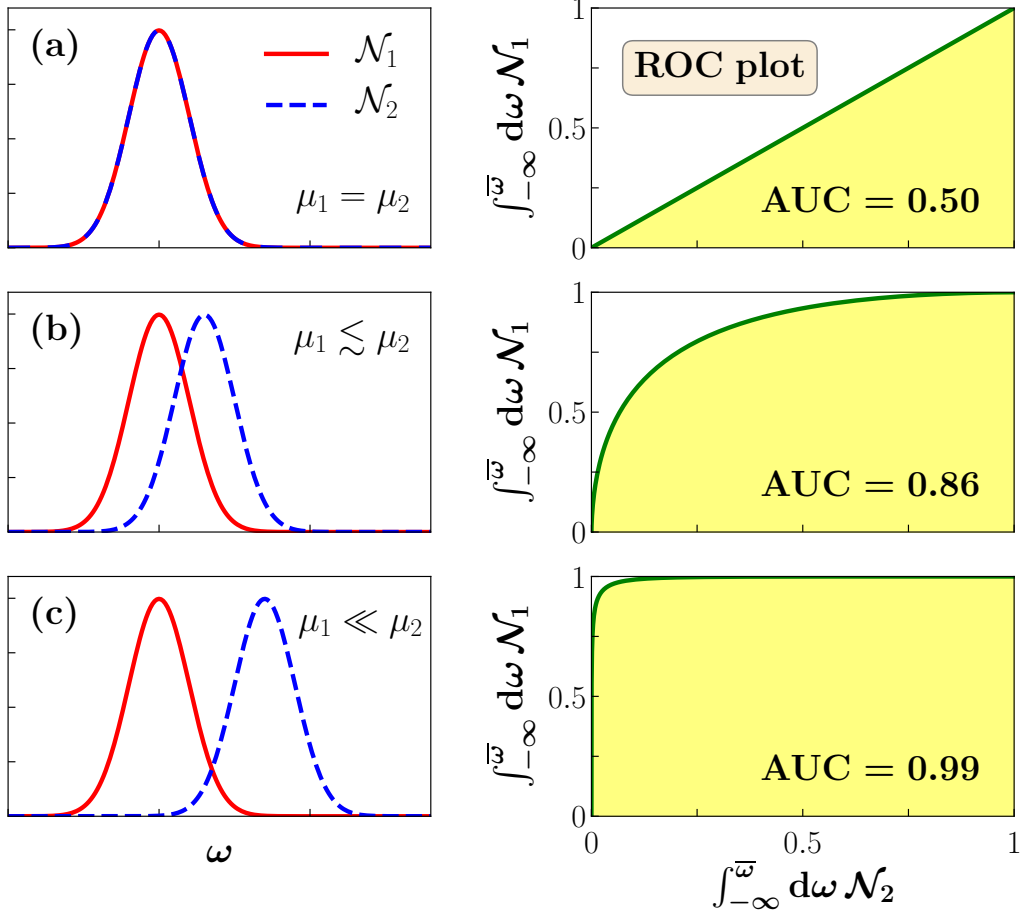 (a)
𝒩₁
𝒩₂
μ₁ = μ₂
∫_{-∞}^{ω̄} dω 𝒩₁
1
0.5
0
ROC plot
AUC = 0.50
(b)
μ₁ ≲ μ₂
∫_{-∞}^{ω̄} dω 𝒩₁
1
0.5
0
AUC = 0.86
(c)
μ₁ ≪ μ₂
ω
∫_{-∞}^{ω̄} dω 𝒩₁
1
0.5
0
AUC = 0.99
0 0.5 1
∫_{-∞}^{ω̄} dω 𝒩₂